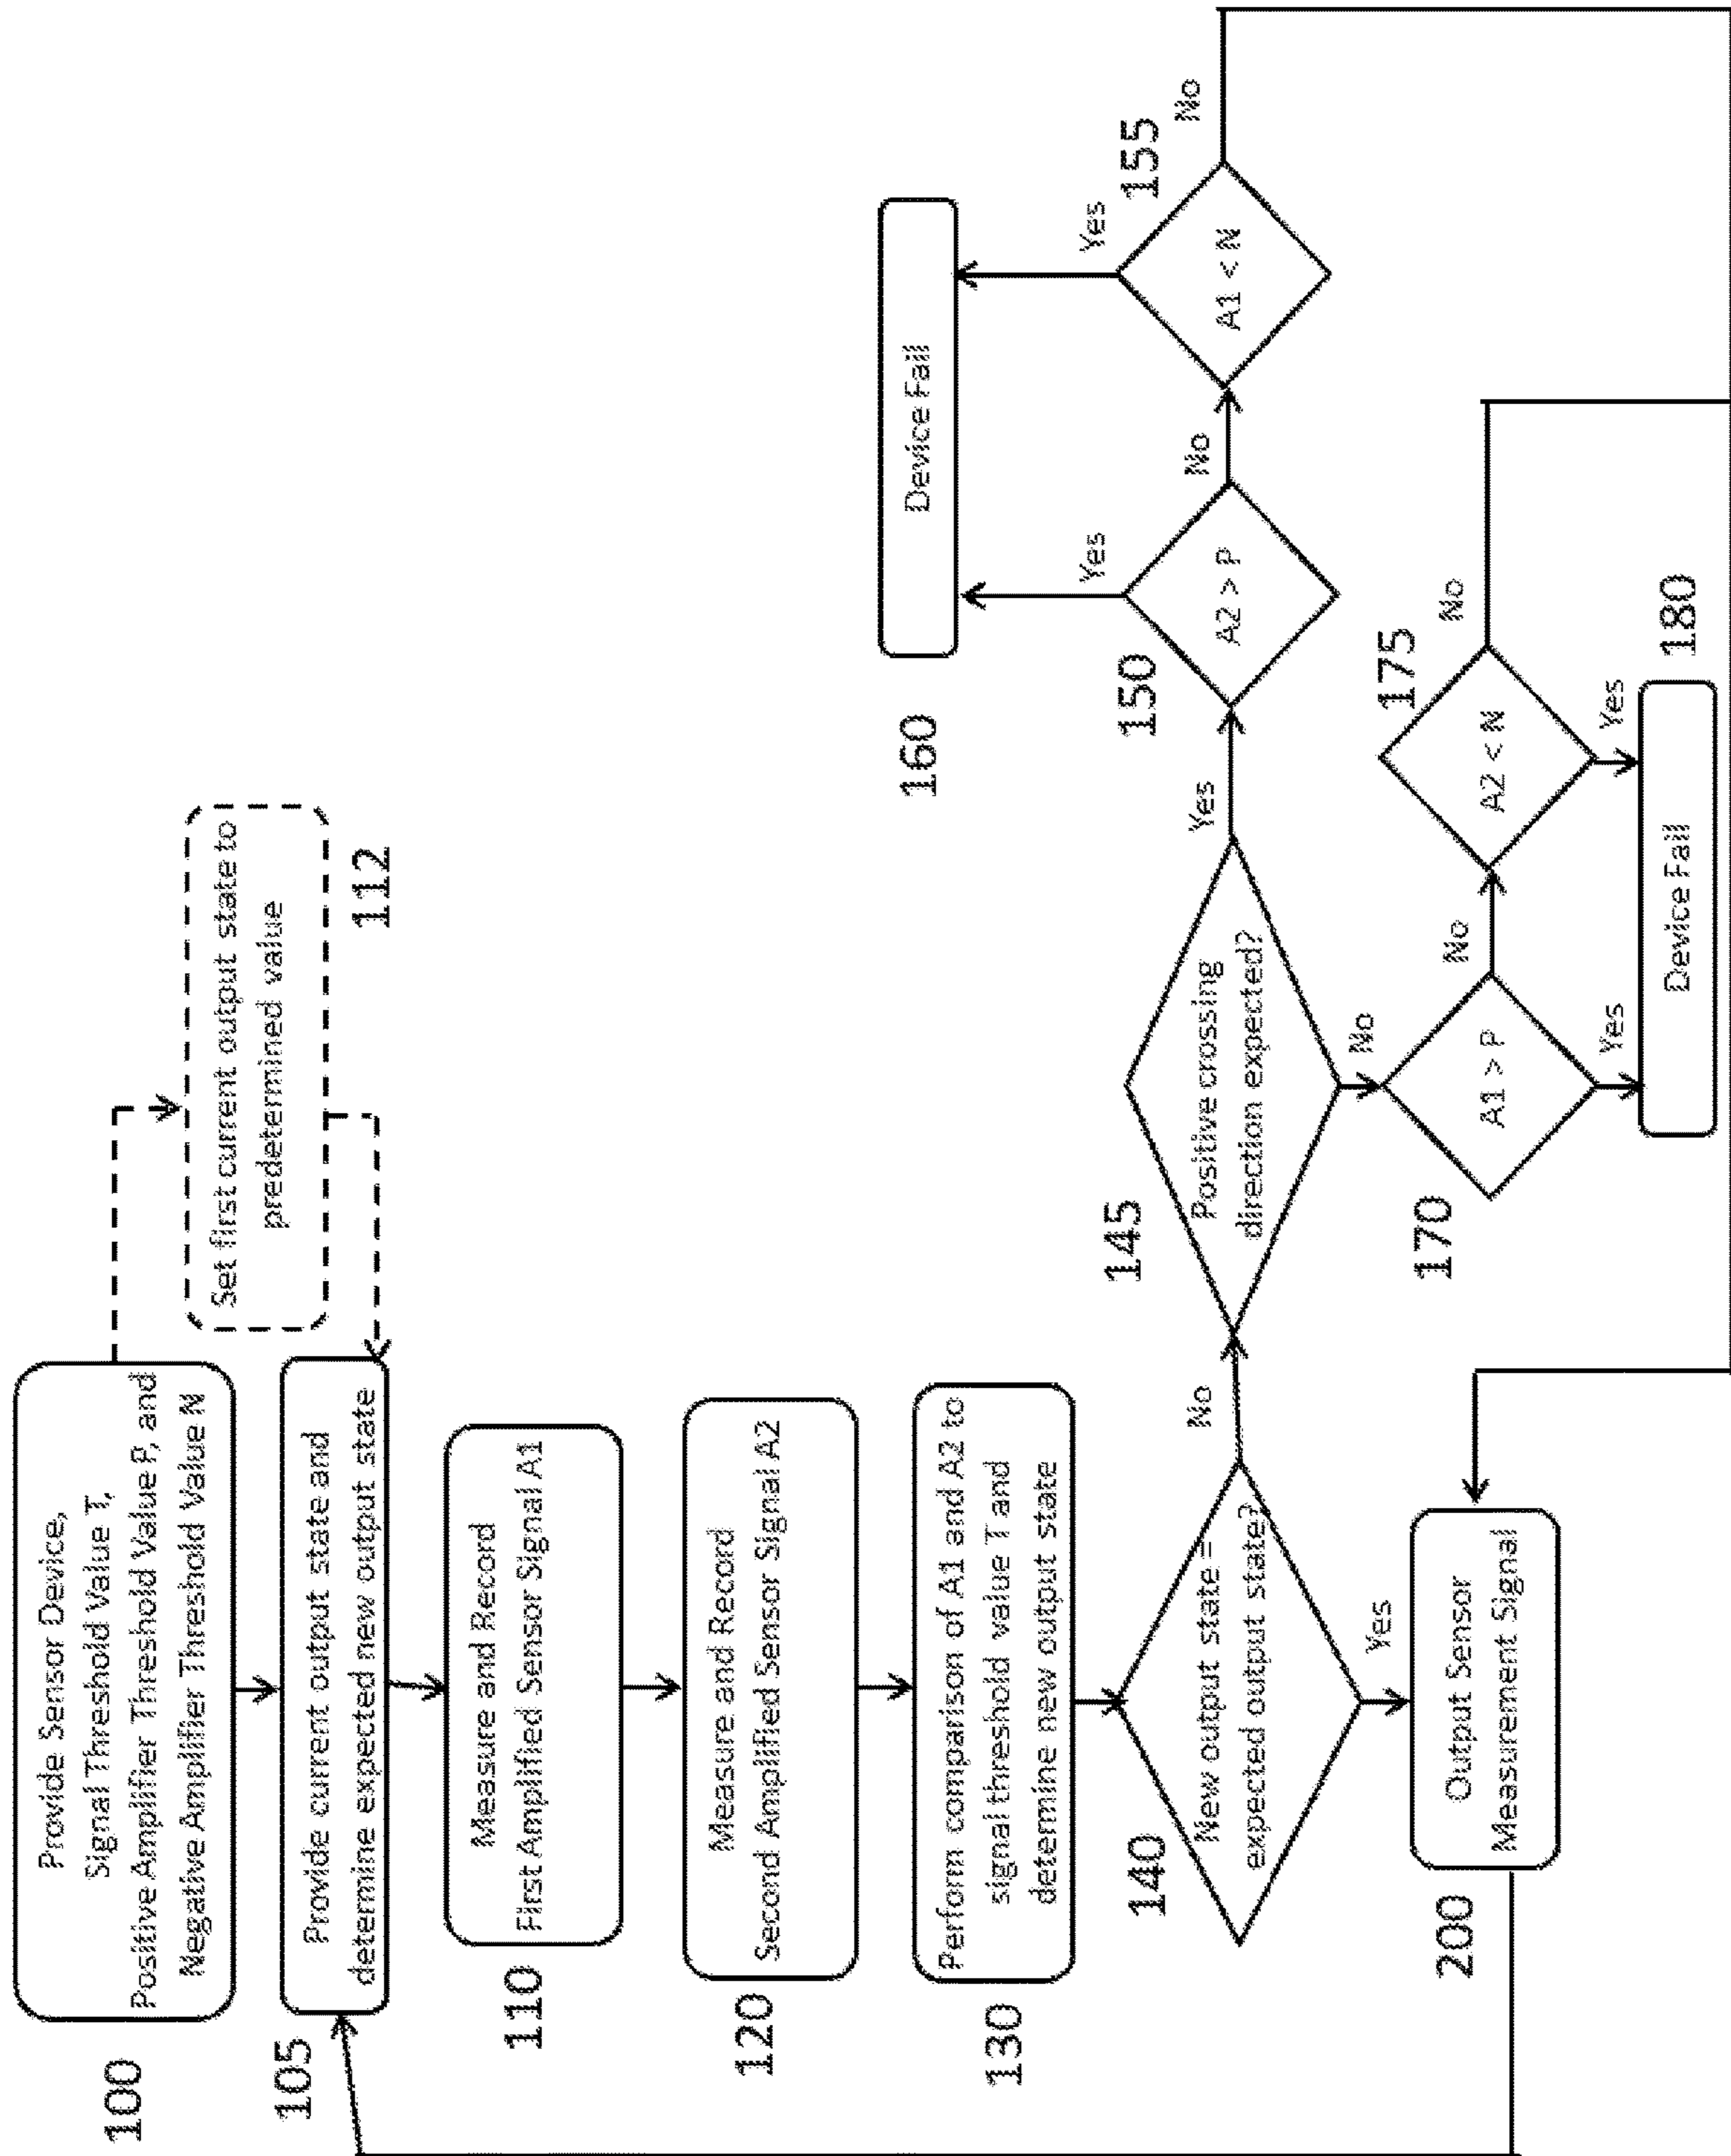 Provide Sensor Device,
Signal Threshold Value T,
Positive Amplifier Threshold Value P, and
Negative Amplifier Threshold Value N
100
Set first current output state to
predetermined value
112
Provide current output state and
determine expected new output state
105
Measure and Record
First Amplified Sensor Signal A1
110
Measure and Record
Second Amplified Sensor Signal A2
120
Perform comparison of A1 and A2 to
signal threshold value T and
determine new output state
130
New output state =
expected output state?
140
No
Yes
Positive crossing
direction expected?
145
Yes
No
A2 > P
150
Yes
No
A1 < N
155
Yes
No
Device Fail
160
A1 > P
170
No
Yes
A2 < N
175
No
Yes
Device Fail
180
Output Sensor
Measurement Signal
200